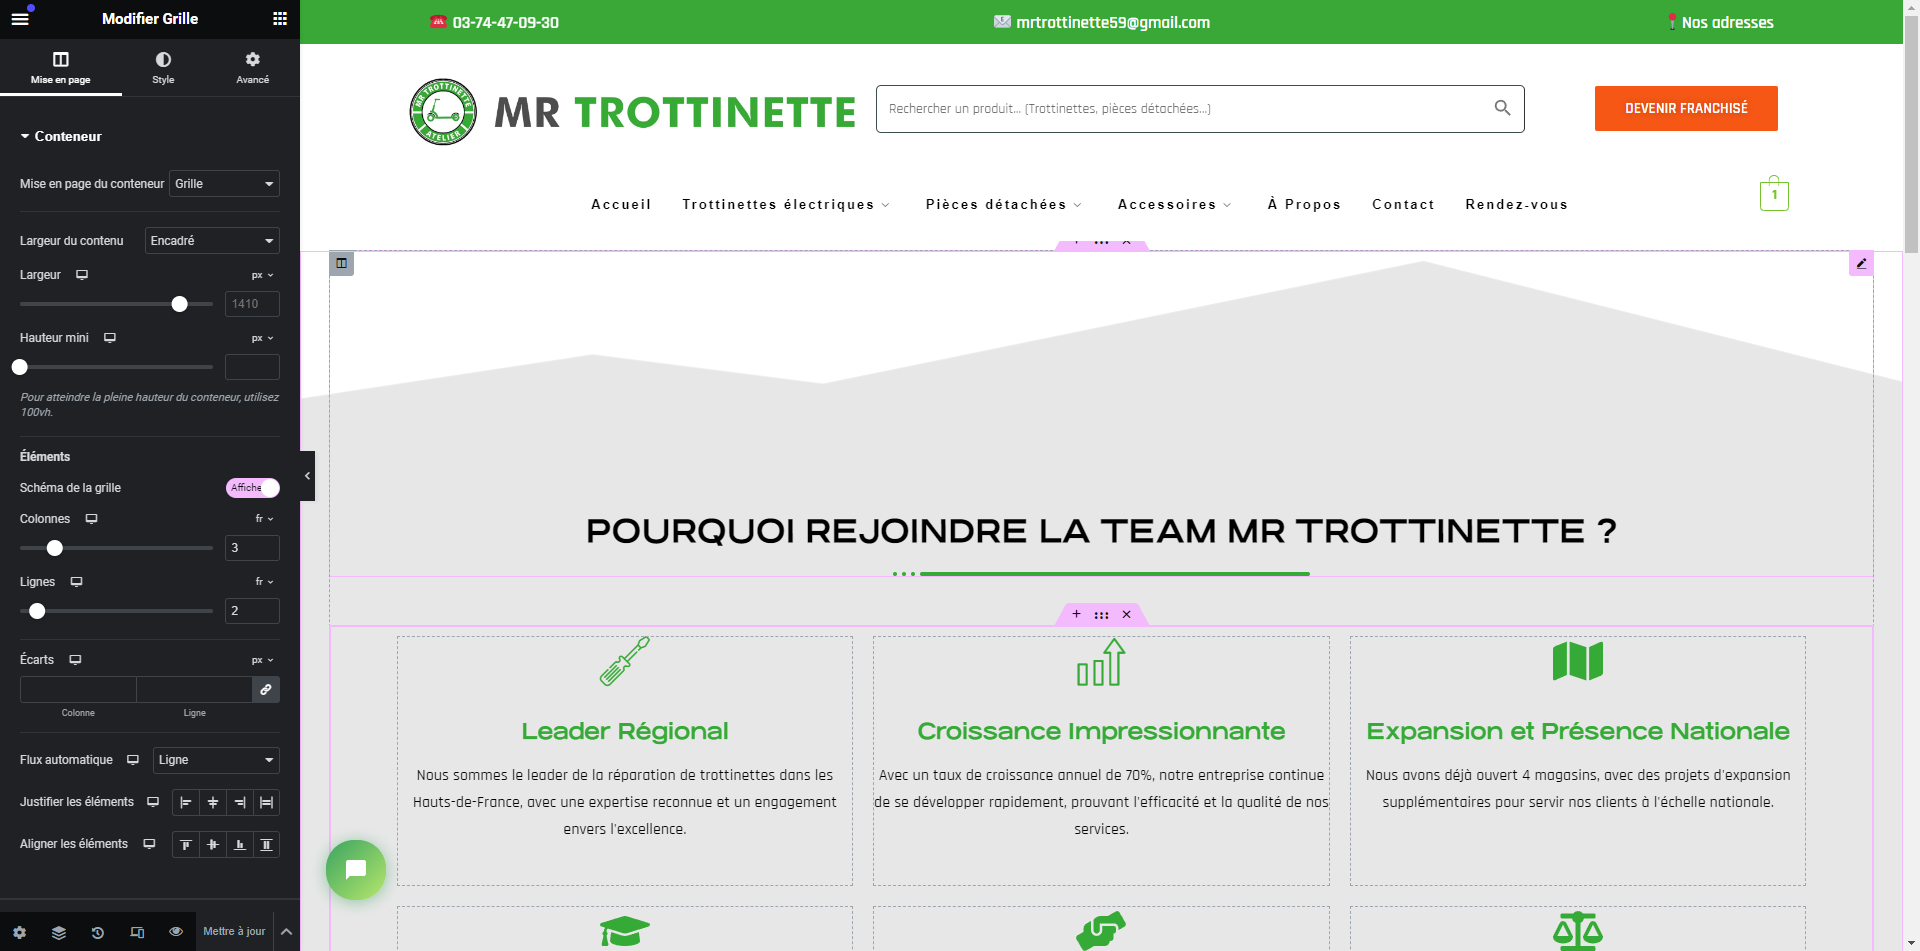 Modifier Grille
Mise en page
Style
Avancé
Conteneur
Mise en page du conteneur
Grille
Largeur du contenu
Encadré
Largeur
px
1410
Hauteur mini
px
Pour atteindre la pleine hauteur du conteneur, utilisez
100vh.
Éléments
Schéma de la grille
Affiche
Colonnes
fr
3
Lignes
fr
2
Écarts
px
Colonne
Ligne
Flux automatique
Ligne
Justifier les éléments
Aligner les éléments
Mettre à jour
03-74-47-09-30
mrtrottinette59@gmail.com
Nos adresses
MR TROTTINETTE
ATELIER
MR TROTTINETTE
Rechercher un produit... (Trottinettes, pièces détachées...)
DEVENIR FRANCHISÉ
Accueil
Trottinettes électriques
Pièces détachées
Accessoires
À Propos
Contact
Rendez-vous
1
POURQUOI REJOINDRE LA TEAM MR TROTTINETTE ?
Leader Régional
Nous sommes le leader de la réparation de trottinettes dans les
Hauts-de-France, avec une expertise reconnue et un engagement
envers l'excellence.
Croissance Impressionnante
Avec un taux de croissance annuel de 70%, notre entreprise continue
de se développer rapidement, prouvant l'efficacité et la qualité de nos
services.
Expansion et Présence Nationale
Nous avons déjà ouvert 4 magasins, avec des projets d'expansion
supplémentaires pour servir nos clients à l'échelle nationale.